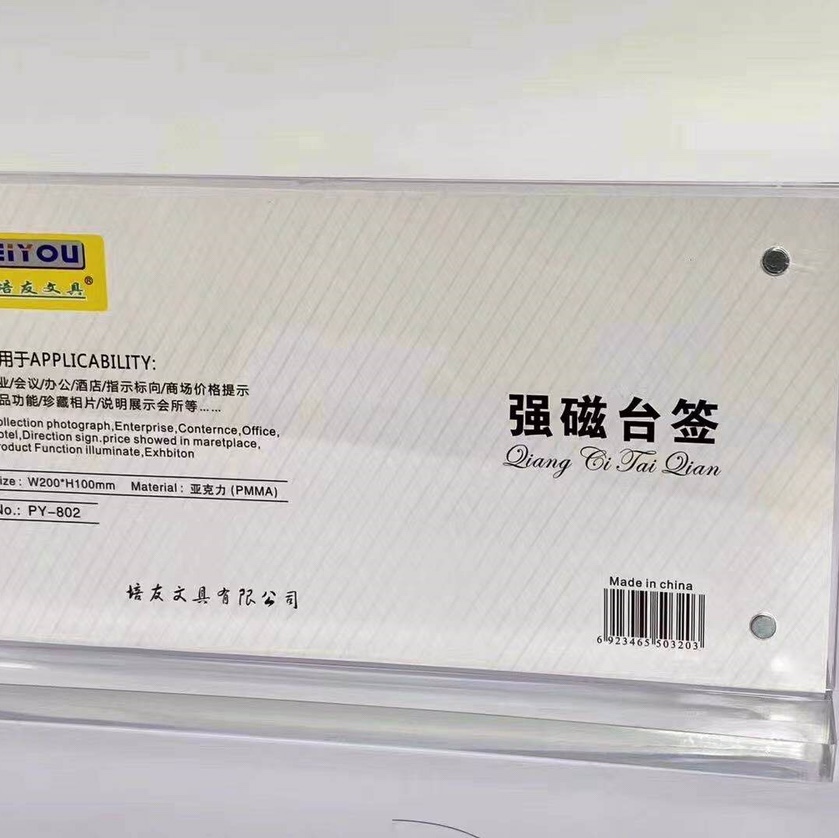 EiYOU
培友文具®
用于APPLICABILITY:
业/会议/办公/酒店/指示标向/商场价格提示
品功能/珍藏相片/说明展示会所等……
ollection photograph,Enterprise,Conternce,Office,
otel,Direction sign.price showed in maretplace,
roduct Function illuminate,Exhbiton
ize: W200*H100mm Material: 亚克力 (PMMA)
No.: PY-802
培友文具有限公司
强磁台签
Qiang Ci Tai Qian
Made in china
6 923465 503203